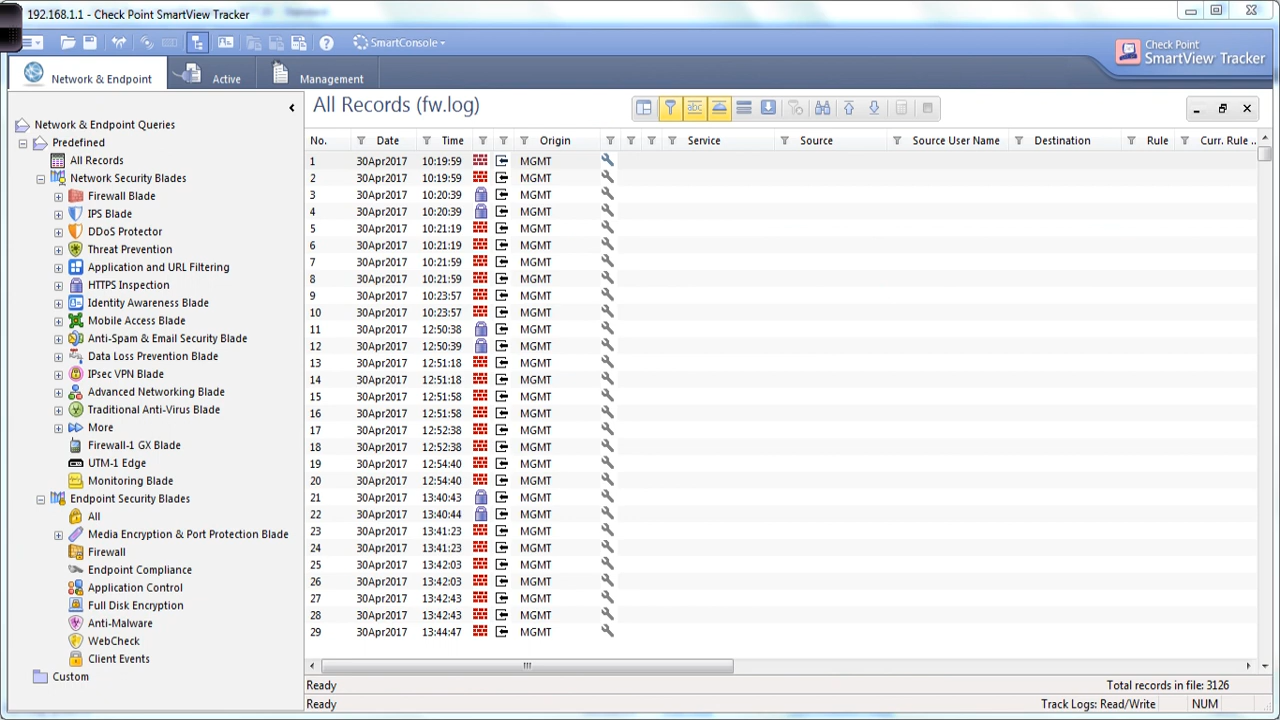 192.168.1.1 - Check Point SmartView Tracker
SmartConsole
Check Point
SmartView Tracker
Network & Endpoint
Active
Management
Network & Endpoint Queries
Predefined
All Records
Network Security Blades
Firewall Blade
IPS Blade
DDoS Protector
Threat Prevention
Application and URL Filtering
HTTPS Inspection
Identity Awareness Blade
Mobile Access Blade
Anti-Spam & Email Security Blade
Data Loss Prevention Blade
IPsec VPN Blade
Advanced Networking Blade
Traditional Anti-Virus Blade
More
Firewall-1 GX Blade
UTM-1 Edge
Monitoring Blade
Endpoint Security Blades
All
Media Encryption & Port Protection Blade
Firewall
Endpoint Compliance
Application Control
Full Disk Encryption
Anti-Malware
WebCheck
Client Events
Custom
All Records (fw.log)
abc
No. Date Time Origin Service Source Source User Name Destination Rule Curr. Rule ..
1 30Apr2017 10:19:59 MGMT
2 30Apr2017 10:19:59 MGMT
3 30Apr2017 10:20:39 MGMT
4 30Apr2017 10:20:39 MGMT
5 30Apr2017 10:21:19 MGMT
6 30Apr2017 10:21:19 MGMT
7 30Apr2017 10:21:59 MGMT
8 30Apr2017 10:21:59 MGMT
9 30Apr2017 10:23:57 MGMT
10 30Apr2017 10:23:57 MGMT
11 30Apr2017 12:50:38 MGMT
12 30Apr2017 12:50:39 MGMT
13 30Apr2017 12:51:18 MGMT
14 30Apr2017 12:51:18 MGMT
15 30Apr2017 12:51:58 MGMT
16 30Apr2017 12:51:58 MGMT
17 30Apr2017 12:52:38 MGMT
18 30Apr2017 12:52:38 MGMT
19 30Apr2017 12:54:40 MGMT
20 30Apr2017 12:54:40 MGMT
21 30Apr2017 13:40:43 MGMT
22 30Apr2017 13:40:44 MGMT
23 30Apr2017 13:41:23 MGMT
24 30Apr2017 13:41:23 MGMT
25 30Apr2017 13:42:03 MGMT
26 30Apr2017 13:42:03 MGMT
27 30Apr2017 13:42:43 MGMT
28 30Apr2017 13:42:43 MGMT
29 30Apr2017 13:44:47 MGMT
Ready Total records in file: 3126
Ready Track Logs: Read/Write NUM